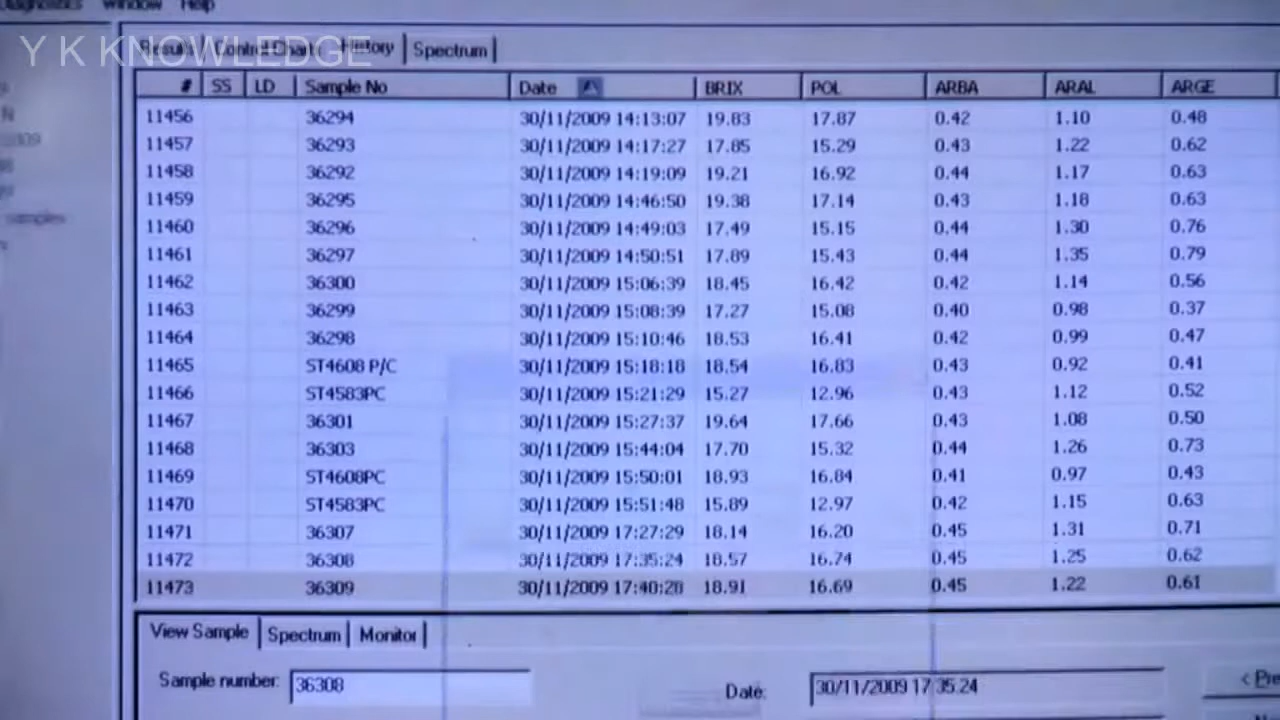 Diagnostics Window Help
Y K KNOWLEDGE
Results Control Charts History Spectrum
# SS LD Sample No Date BRIX POL ARBA ARAL ARGE
11456 36294 30/11/2009 14:13:07 19.83 17.87 0.42 1.10 0.48
11457 36293 30/11/2009 14:17:27 17.85 15.29 0.43 1.22 0.62
11458 36292 30/11/2009 14:19:09 19.21 16.92 0.44 1.17 0.63
11459 36295 30/11/2009 14:46:50 19.38 17.14 0.43 1.18 0.63
11460 36296 30/11/2009 14:49:03 17.49 15.15 0.44 1.30 0.76
11461 36297 30/11/2009 14:50:51 17.89 15.43 0.44 1.35 0.79
11462 36300 30/11/2009 15:06:39 18.45 16.42 0.42 1.14 0.56
11463 36299 30/11/2009 15:08:39 17.27 15.08 0.40 0.98 0.37
11464 36298 30/11/2009 15:10:46 18.53 16.41 0.42 0.99 0.47
11465 ST4608 P/C 30/11/2009 15:18:18 18.54 16.83 0.43 0.92 0.41
11466 ST4583PC 30/11/2009 15:21:29 15.27 12.96 0.43 1.12 0.52
11467 36301 30/11/2009 15:27:37 19.64 17.66 0.43 1.08 0.50
11468 36303 30/11/2009 15:44:04 17.70 15.32 0.44 1.26 0.73
11469 ST4608PC 30/11/2009 15:50:01 18.93 16.84 0.41 0.97 0.43
11470 ST4583PC 30/11/2009 15:51:48 15.89 12.97 0.42 1.15 0.63
11471 36307 30/11/2009 17:27:29 18.14 16.20 0.45 1.31 0.71
11472 36308 30/11/2009 17:35:24 18.57 16.74 0.45 1.25 0.62
11473 36309 30/11/2009 17:40:28 18.91 16.69 0.45 1.22 0.61
samples
View Sample Spectrum Monitor
Sample number: 36308 Date: 30/11/2009 17:35:24